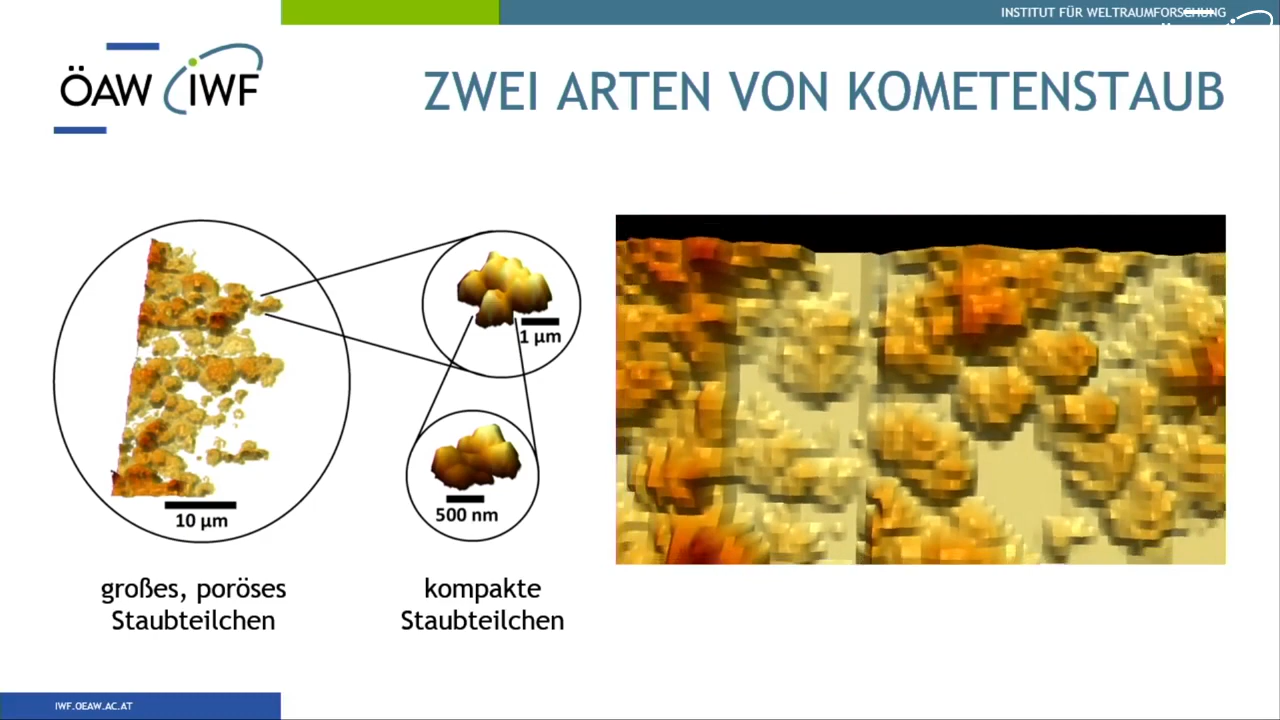 INSTITUT FÜR WELTRAUMFORSCHUNG
ÖAW IWF
ZWEI ARTEN VON KOMETENSTAUB
1 µm
10 µm
500 nm
großes, poröses
Staubteilchen
kompakte
Staubteilchen
IWF.OEAW.AC.AT